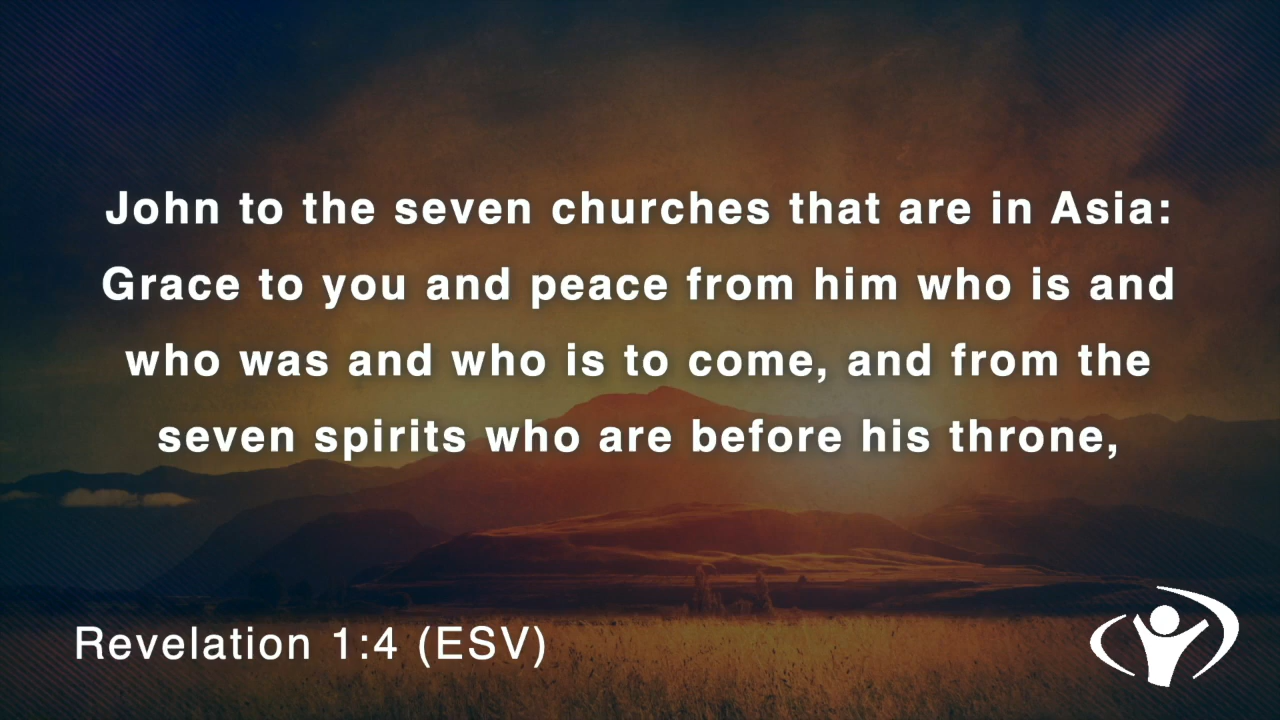 John to the seven churches that are in Asia:
Grace to you and peace from him who is and
who was and who is to come, and from the
seven spirits who are before his throne,
Revelation 1:4 (ESV)